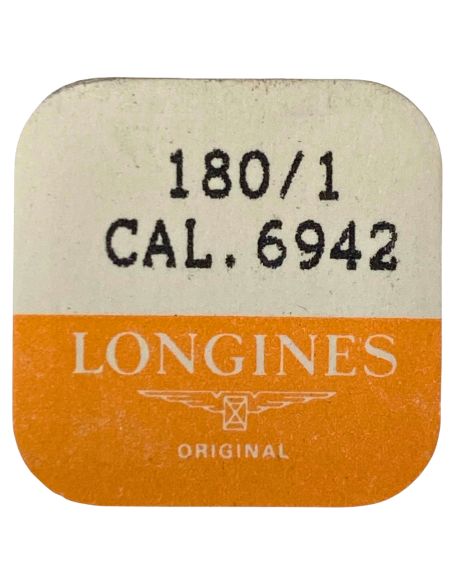 180/1
CAL. 6942
LONGINES
ORIGINAL